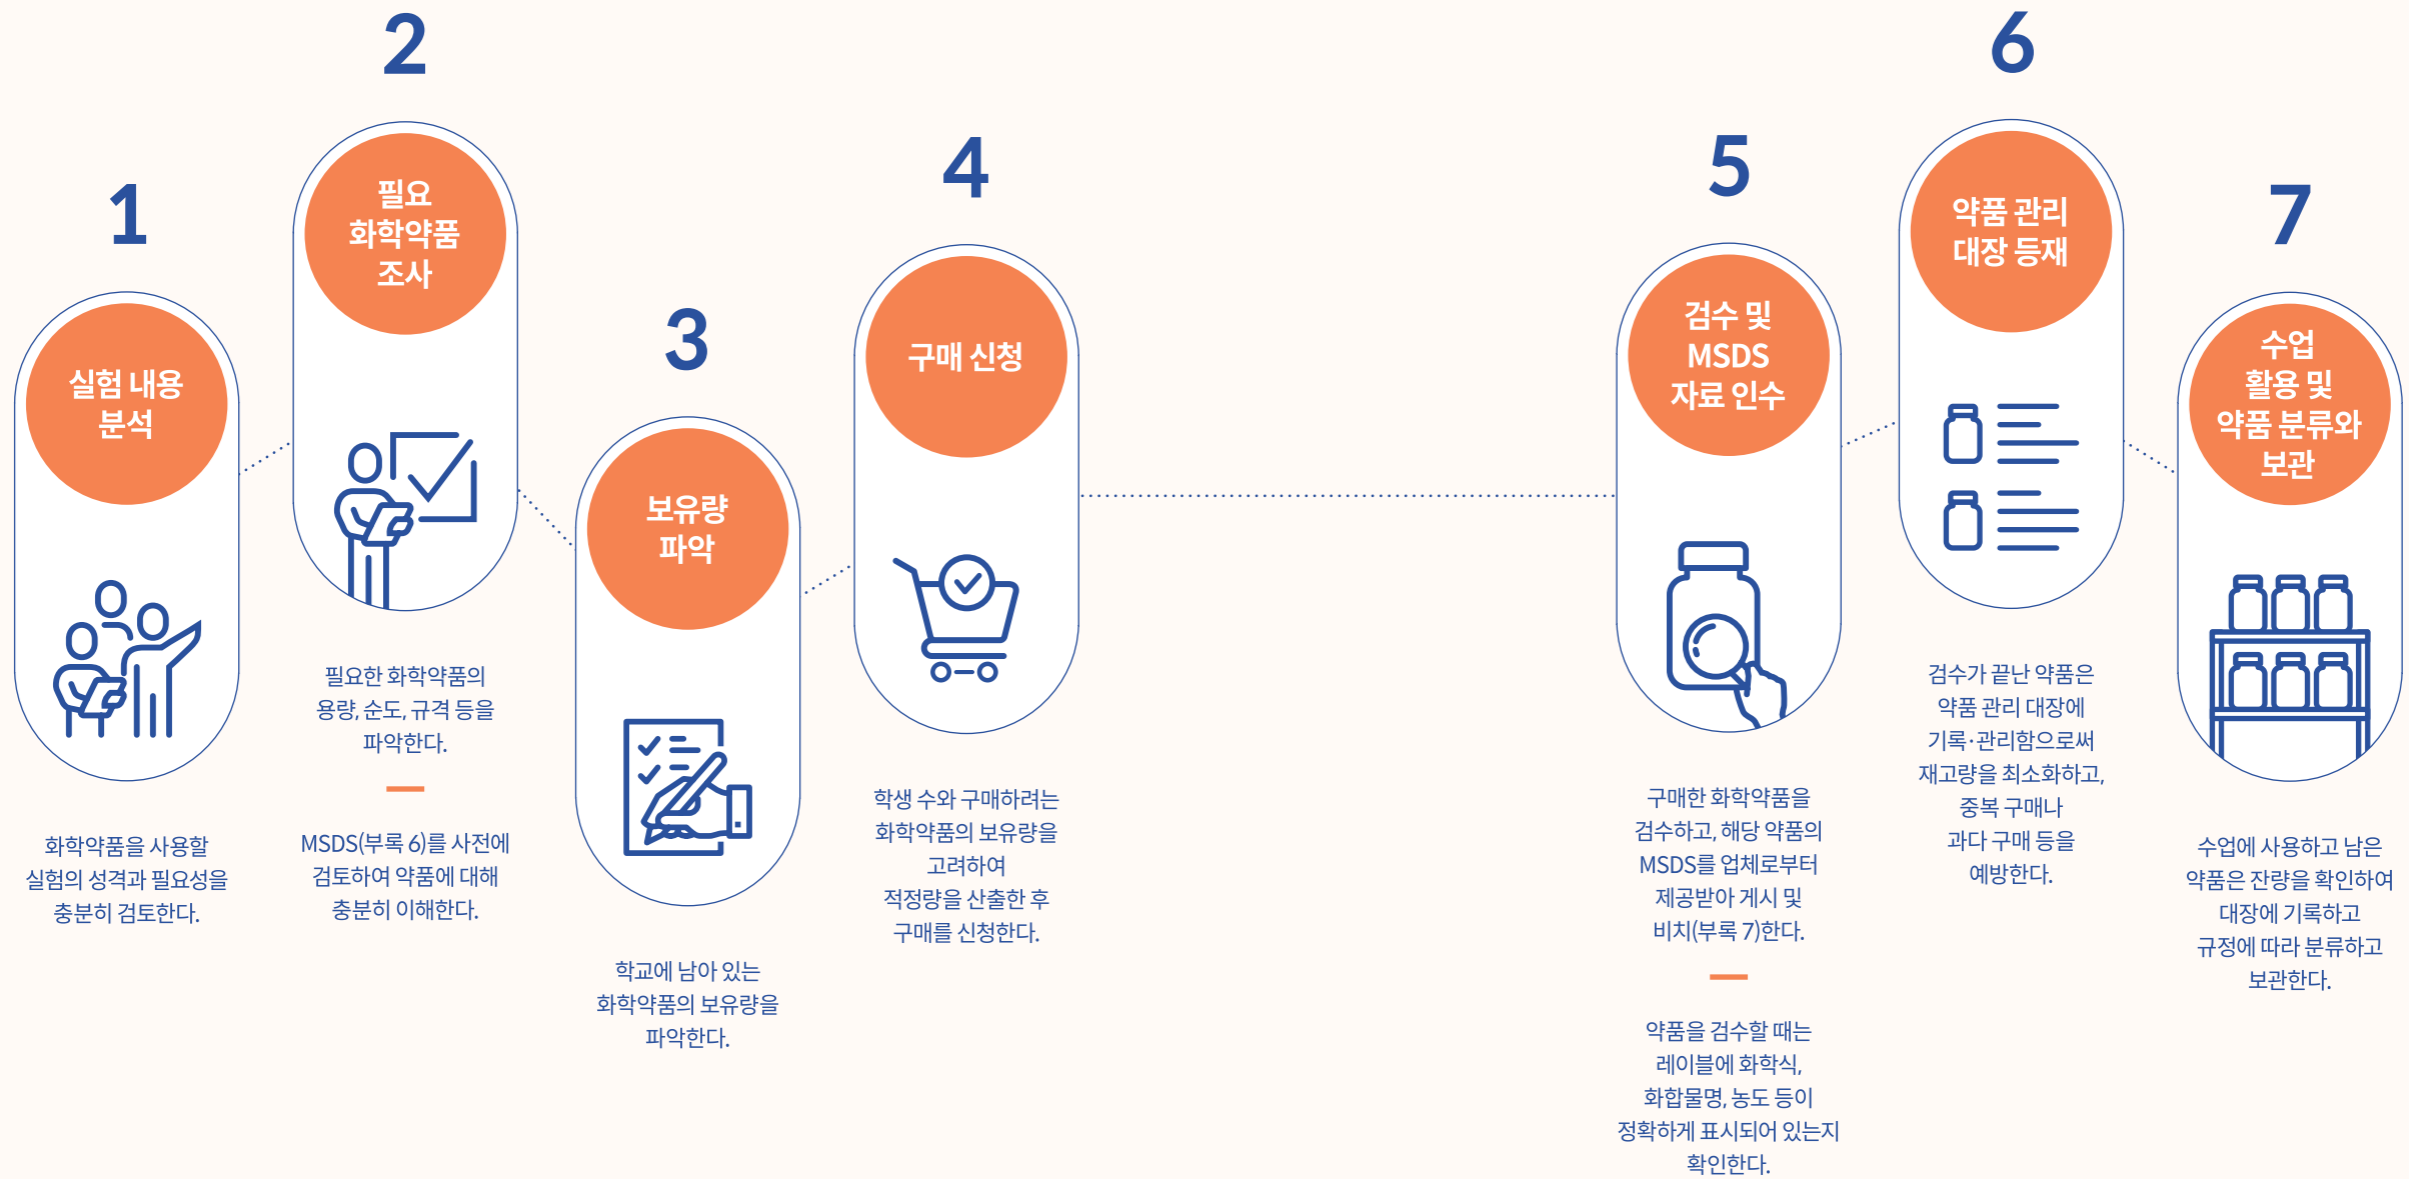 1
실험 내용
분석
화학약품을 사용할
실험의 성격과 필요성을
충분히 검토한다.
2
필요
화학약품
조사
필요한 화학약품의
용량, 순도, 규격 등을
파악한다.
MSDS(부록 6)를 사전에
검토하여 약품에 대해
충분히 이해한다.
3
보유량
파악
학교에 남아 있는
화학약품의 보유량을
파악한다.
4
구매 신청
학생 수와 구매하려는
화학약품의 보유량을
고려하여
적정량을 산출한 후
구매를 신청한다.
5
검수 및
MSDS
자료 인수
구매한 화학약품을
검수하고, 해당 약품의
MSDS를 업체로부터
제공받아 게시 및
비치(부록 7)한다.
약품을 검수할 때는
레이블에 화학식,
화합물명, 농도 등이
정확하게 표시되어 있는지
확인한다.
6
약품 관리
대장 등재
검수가 끝난 약품은
약품 관리 대장에
기록·관리함으로써
재고량을 최소화하고,
중복 구매나
과다 구매 등을
예방한다.
7
수업
활용 및
약품 분류와
보관
수업에 사용하고 남은
약품은 잔량을 확인하여
대장에 기록하고
규정에 따라 분류하고
보관한다.